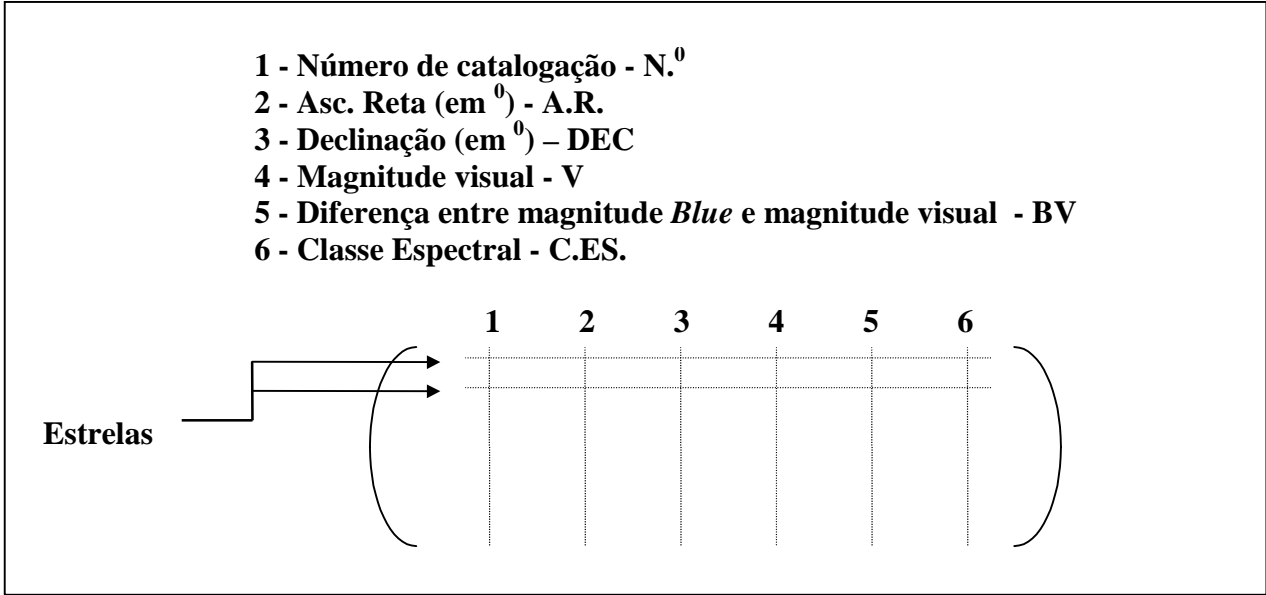 1 - Número de catalogação - N.⁰
2 - Asc. Reta (em ⁰) - A.R.
3 - Declinação (em ⁰) – DEC
4 - Magnitude visual - V
5 - Diferença entre magnitude Blue e magnitude visual - BV
6 - Classe Espectral - C.ES.
1 2 3 4 5 6
Estrelas